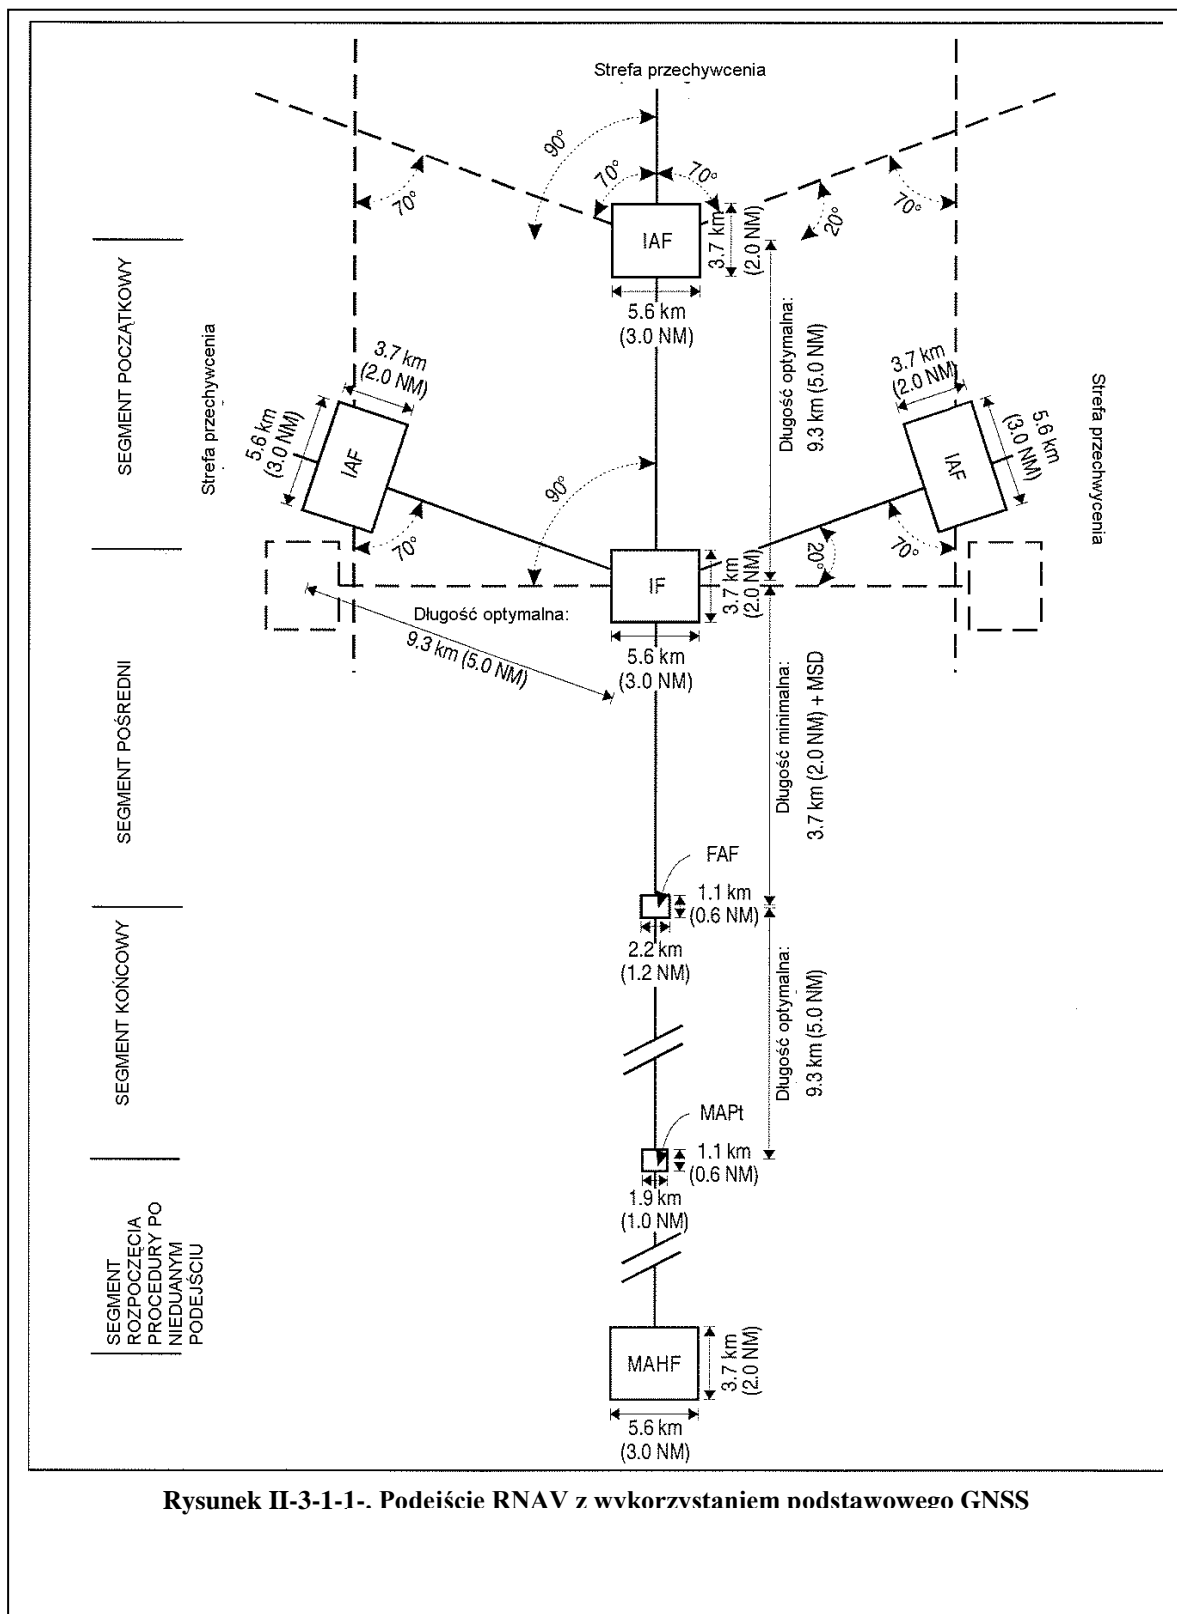 Strefa przechywcenia
90°
70°
70°
70°
70°
20°
IAF
3.7 km
(2.0 NM)
5.6 km
(3.0 NM)
SEGMENT POCZĄTKOWY
Strefa przechywcenia
3.7 km
(2.0 NM)
5.6 km
(3.0 NM)
IAF
70°
90°
Długość optymalna:
9.3 km (5.0 NM)
3.7 km
(2.0 NM)
5.6 km
(3.0 NM)
IAF
70°
20°
Strefa przechwycenia
IF
3.7 km
(2.0 NM)
5.6 km
(3.0 NM)
Długość optymalna:
9.3 km (5.0 NM)
SEGMENT POŚREDNI
Długość minimalna:
3.7 km (2.0 NM) + MSD
FAF
1.1 km
(0.6 NM)
2.2 km
(1.2 NM)
SEGMENT KOŃCOWY
Długość optymalna:
9.3 km (5.0 NM)
MAPt
1.1 km
(0.6 NM)
1.9 km
(1.0 NM)
SEGMENT
ROZPOCZĘCIA
PROCEDURY PO
NIEDUANYM
PODEJŚCIU
MAHF
3.7 km
(2.0 NM)
5.6 km
(3.0 NM)
Rysunek II-3-1-1-. Podejście RNAV z wykorzystaniem podstawowego GNSS